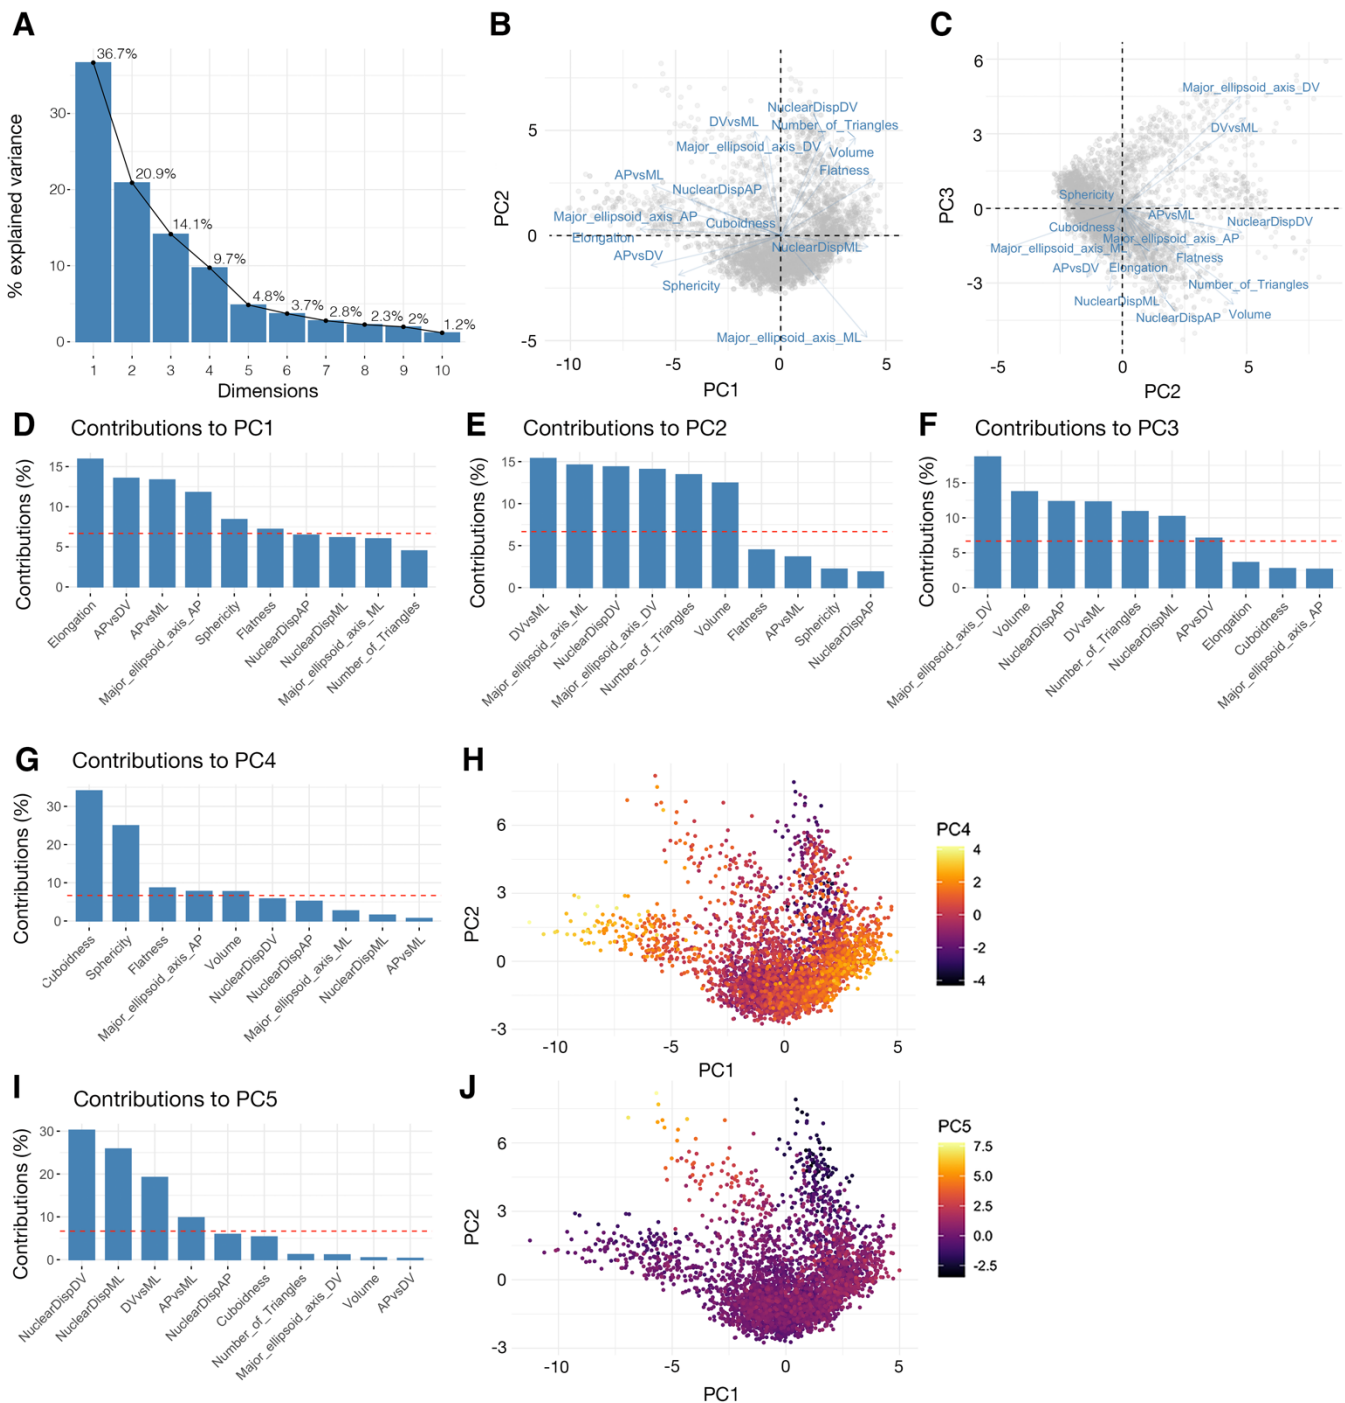 A
% explained variance
30
20
10
0
36.7%
20.9%
14.1%
9.7%
4.8%
3.7%
2.8%
2.3%
2%
1.2%
1 2 3 4 5 6 7 8 9 10
Dimensions
B
PC2
5
0
-5
NuclearDispDV
DVvsML
Number_of_Triangles
Major_ellipsoid_axis_DV
Volume
Flatness
APvsML
NuclearDispAP
Major_ellipsoid_axis_AP
Cuboidness
Elongation
NuclearDispML
APvsDV
Sphericity
Major_ellipsoid_axis_ML
-10 -5 0 5
PC1
C
PC3
6
3
0
-3
Major_ellipsoid_axis_DV
DVvsML
Sphericity
APvsML
NuclearDispDV
Cuboidness
Major_ellipsoid_axis_AP
Major_ellipsoid_axis_ML
Flatness
APvsDV
Elongation
Number_of_Triangles
NuclearDispML
NuclearDispAP
Volume
-5 0 5
PC2
D
Contributions to PC1
Contributions (%)
15
10
5
0
Elongation
APvsDV
APvsML
Major_ellipsoid_axis_AP
Sphericity
Flatness
NuclearDispAP
NuclearDispML
Major_ellipsoid_axis_ML
Number_of_Triangles
E
Contributions to PC2
Contributions (%)
15
10
5
0
DVvsML
Major_ellipsoid_axis_ML
NuclearDispDV
Major_ellipsoid_axis_DV
Number_of_Triangles
Volume
Flatness
APvsML
Sphericity
NuclearDispAP
F
Contributions to PC3
Contributions (%)
15
10
5
0
Major_ellipsoid_axis_DV
Volume
NuclearDispAP
DVvsML
Number_of_Triangles
NuclearDispML
APvsDV
Elongation
Cuboidness
Major_ellipsoid_axis_AP
G
Contributions to PC4
Contributions (%)
30
20
10
0
Cuboidness
Sphericity
Flatness
Major_ellipsoid_axis_AP
Volume
NuclearDispDV
NuclearDispAP
Major_ellipsoid_axis_ML
NuclearDispML
APvsML
H
PC2
6
3
0
-3
-10 -5 0 5
PC1
PC4
4
2
0
-2
-4
I
Contributions to PC5
Contributions (%)
30
20
10
0
NuclearDispDV
NuclearDispML
DVvsML
APvsML
NuclearDispAP
Cuboidness
Number_of_Triangles
Major_ellipsoid_axis_DV
Volume
APvsDV
J
PC2
6
3
0
-3
-10 -5 0 5
PC1
PC5
7.5
5.0
2.5
0.0
-2.5